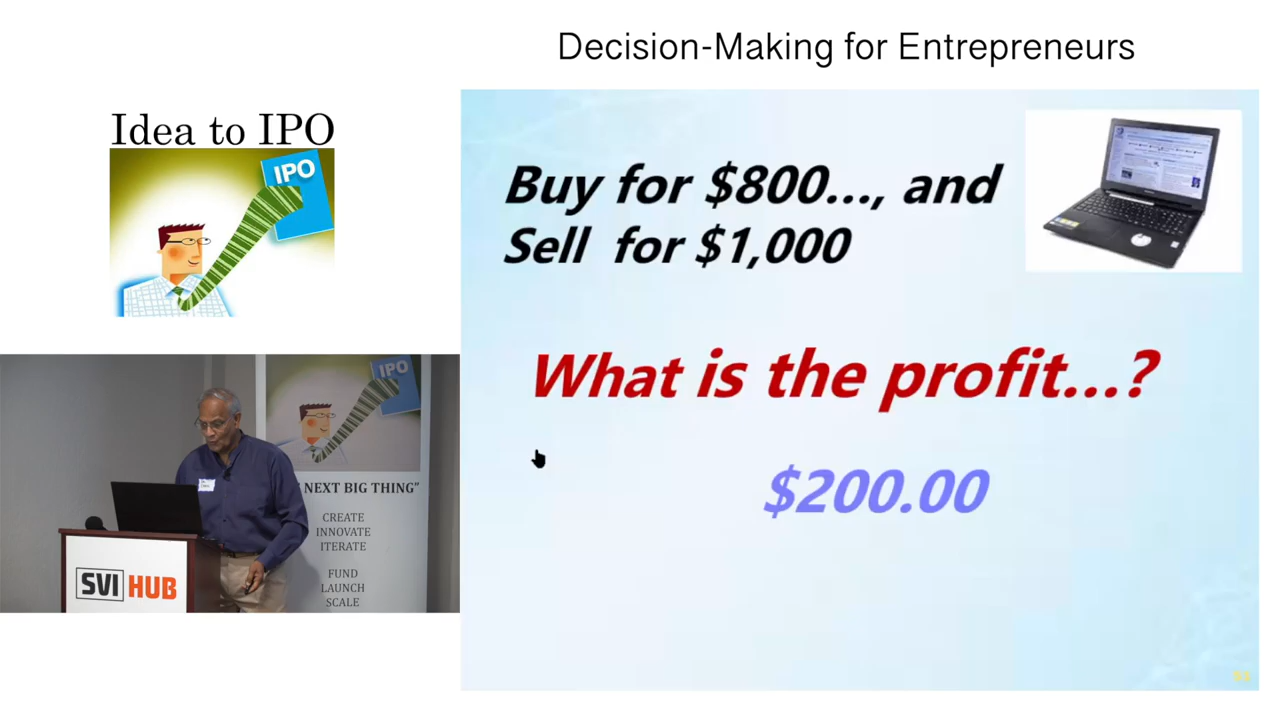 Decision-Making for Entrepreneurs
Idea to IPO
IPO
Buy for $800..., and
Sell for $1,000
What is the profit...?
$200.00
IPO
NEXT BIG THING"
CREATE
INNOVATE
ITERATE
FUND
LAUNCH
SCALE
SVI HUB